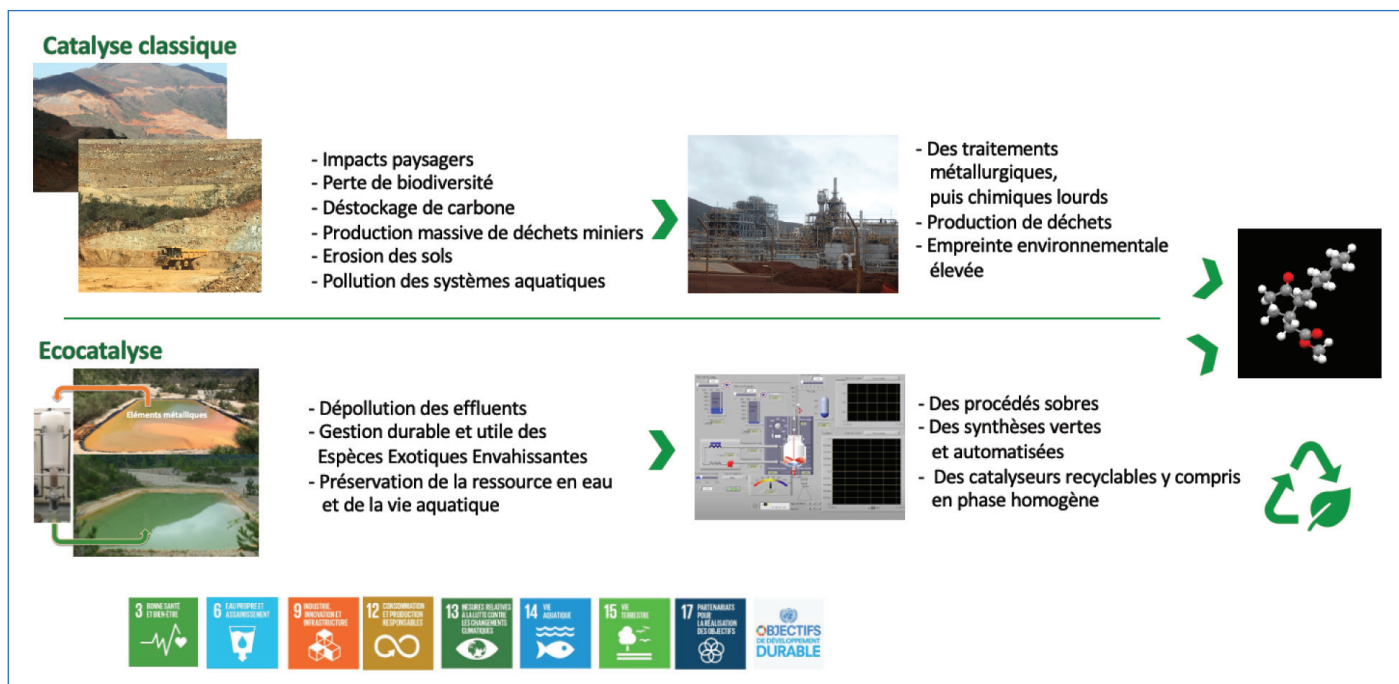 Catalyse classique
- Impacts paysagers
- Perte de biodiversité
- Déstockage de carbone
- Production massive de déchets miniers
- Erosion des sols
- Pollution des systèmes aquatiques
- Des traitements
métallurgiques,
puis chimiques lourds
- Production de déchets
- Empreinte environnementale
élevée
Ecocatalyse
Eléments métalliques
- Dépollution des effluents
- Gestion durable et utile des
Espèces Exotiques Envahissantes
- Préservation de la ressource en eau
et de la vie aquatique
- Des procédés sobres
- Des synthèses vertes
et automatisées
- Des catalyseurs recyclables y compris
en phase homogène
3 BONNE SANTÉ
ET BIEN-ÊTRE
6 EAU PROPRE ET
ASSAINISSEMENT
9 INDUSTRIE,
INNOVATION ET
INFRASTRUCTURE
12 CONSOMMATION
ET PRODUCTION
RESPONSABLES
13 MESURES RELATIVES
À LA LUTTE CONTRE
LES CHANGEMENTS
CLIMATIQUES
14 VIE
AQUATIQUE
15 VIE
TERRESTRE
17 PARTENARIATS
POUR
LA RÉALISATION
DES OBJECTIFS
OBJECTIFS
DE DÉVELOPPEMENT
DURABLE